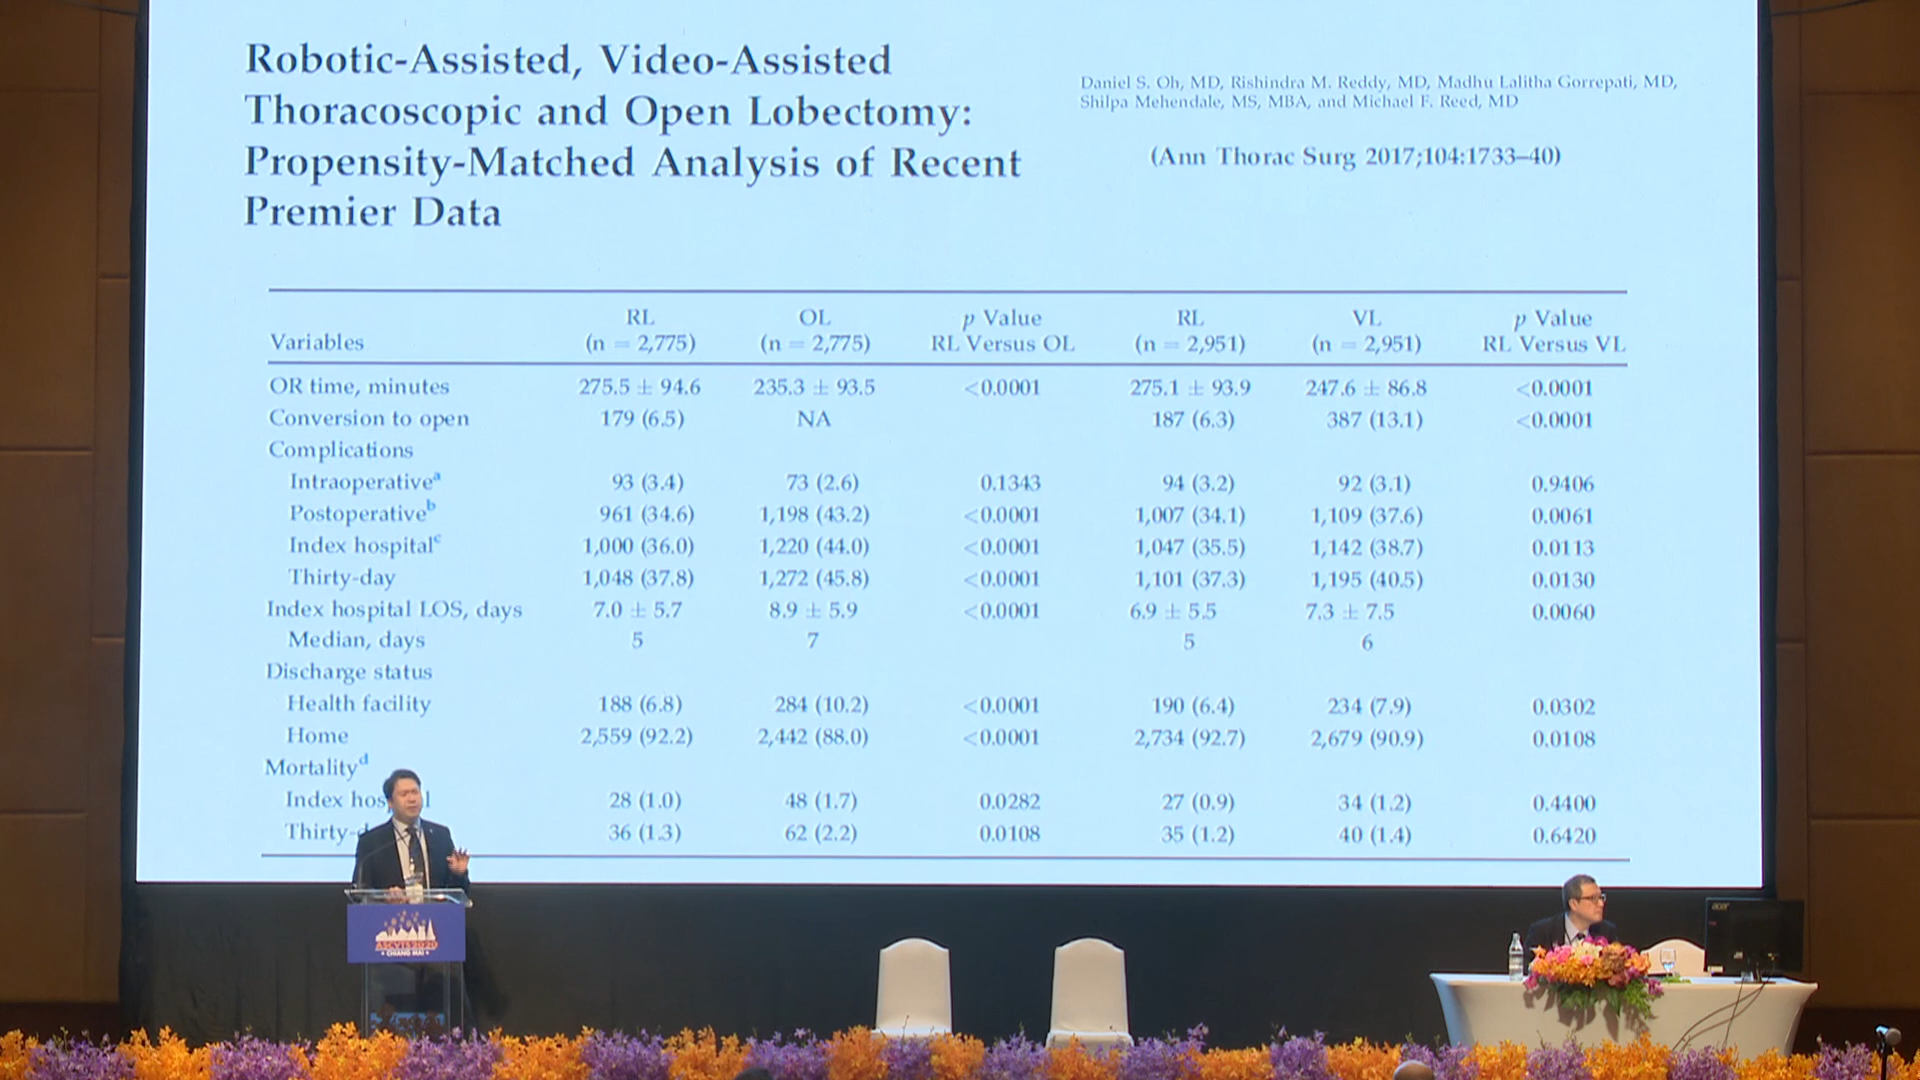 Robotic-Assisted, Video-Assisted
Thoracoscopic and Open Lobectomy:
Propensity-Matched Analysis of Recent
Premier Data
Daniel S. Oh, MD, Rishindra M. Reddy, MD, Madhu Lalitha Gorrepati, MD,
Shilpa Mehendale, MS, MBA, and Michael F. Reed, MD
(Ann Thorac Surg 2017;104:1733–40)
RL OL p Value RL VL p Value
Variables (n = 2,775) (n = 2,775) RL Versus OL (n = 2,951) (n = 2,951) RL Versus VL
OR time, minutes 275.5 ± 94.6 235.3 ± 93.5 <0.0001 275.1 ± 93.9 247.6 ± 86.8 <0.0001
Conversion to open 179 (6.5) NA 187 (6.3) 387 (13.1) <0.0001
Complications
Intraoperativeª 93 (3.4) 73 (2.6) 0.1343 94 (3.2) 92 (3.1) 0.9406
Postoperativeᵇ 961 (34.6) 1,198 (43.2) <0.0001 1,007 (34.1) 1,109 (37.6) 0.0061
Index hospitalᶜ 1,000 (36.0) 1,220 (44.0) <0.0001 1,047 (35.5) 1,142 (38.7) 0.0113
Thirty-day 1,048 (37.8) 1,272 (45.8) <0.0001 1,101 (37.3) 1,195 (40.5) 0.0130
Index hospital LOS, days 7.0 ± 5.7 8.9 ± 5.9 <0.0001 6.9 ± 5.5 7.3 ± 7.5 0.0060
Median, days 5 7 5 6
Discharge status
Health facility 188 (6.8) 284 (10.2) <0.0001 190 (6.4) 234 (7.9) 0.0302
Home 2,559 (92.2) 2,442 (88.0) <0.0001 2,734 (92.7) 2,679 (90.9) 0.0108
Mortalityᵈ
Index 28 (1.0) 48 (1.7) 0.0282 27 (0.9) 34 (1.2) 0.4400
36 (1.3) 62 (2.2) 0.0108 35 (1.2) 40 (1.4) 0.6420
ASCVTS 2020
• CHIANG MAI •
acer